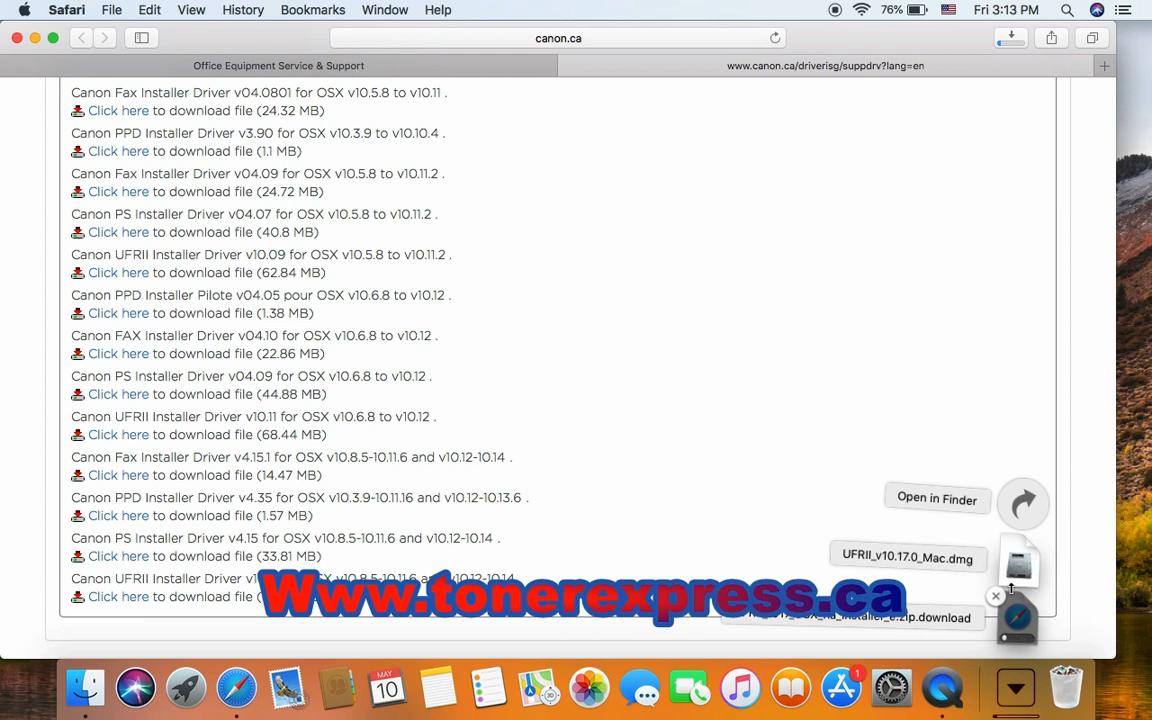 Safari File Edit View History Bookmarks Window Help 76% Fri 3:13 PM
canon.ca
Office Equipment Service & Support www.canon.ca/driverisg/suppdrv?lang=en
Canon Fax Installer Driver v04.0801 for OSX v10.5.8 to v10.11 .
Click here to download file (24.32 MB)
Canon PPD Installer Driver v3.90 for OSX v10.3.9 to v10.10.4 .
Click here to download file (1.1 MB)
Canon Fax Installer Driver v04.09 for OSX v10.5.8 to v10.11.2 .
Click here to download file (24.72 MB)
Canon PS Installer Driver v04.07 for OSX v10.5.8 to v10.11.2 .
Click here to download file (40.8 MB)
Canon UFRII Installer Driver v10.09 for OSX v10.5.8 to v10.11.2 .
Click here to download file (62.84 MB)
Canon PPD Installer Pilote v04.05 pour OSX v10.6.8 to v10.12 .
Click here to download file (1.38 MB)
Canon FAX Installer Driver v04.10 for OSX v10.6.8 to v10.12 .
Click here to download file (22.86 MB)
Canon PS Installer Driver v04.09 for OSX v10.6.8 to v10.12 .
Click here to download file (44.88 MB)
Canon UFRII Installer Driver v10.11 for OSX v10.6.8 to v10.12 .
Click here to download file (68.44 MB)
Canon Fax Installer Driver v4.15.1 for OSX v10.8.5-10.11.6 and v10.12-10.14 .
Click here to download file (14.47 MB)
Canon PPD Installer Driver v4.35 for OSX v10.3.9-10.11.16 and v10.12-10.13.6 .
Click here to download file (1.57 MB)
Open in Finder
Canon PS Installer Driver v4.15 for OSX v10.8.5-10.11.6 and v10.12-10.14 .
Click here to download file (33.81 MB)
UFRII_v10.17.0_Mac.dmg
Canon UFRII Installer Driver v10.8.5-10.11.6 and v10.12-10.14
Click here to download file
Www.tonerexpress.ca
MAY
10
1